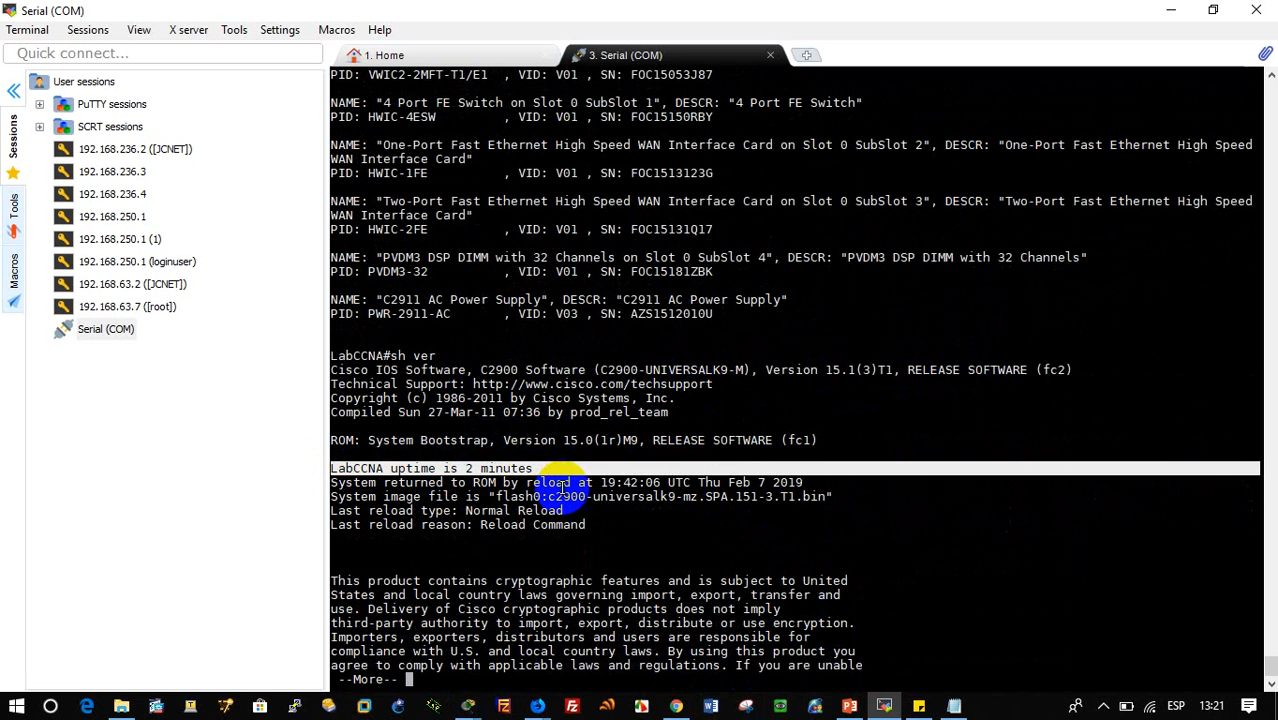 Serial (COM)
Terminal Sessions View X server Tools Settings Macros Help
Quick connect...
1. Home
3. Serial (COM)
Sessions
Tools
Macros
User sessions
PuTTY sessions
SCRT sessions
192.168.236.2 ([JCNET])
192.168.236.3
192.168.236.4
192.168.250.1
192.168.250.1 (1)
192.168.250.1 (loginuser)
192.168.63.2 ([JCNET])
192.168.63.7 ([root])
Serial (COM)
PID: VWIC2-2MFT-T1/E1 , VID: V01 , SN: FOC15053J87
NAME: "4 Port FE Switch on Slot 0 SubSlot 1", DESCR: "4 Port FE Switch"
PID: HWIC-4ESW , VID: V01 , SN: FOC15150RBY
NAME: "One-Port Fast Ethernet High Speed WAN Interface Card on Slot 0 SubSlot 2", DESCR: "One-Port Fast Ethernet High Speed
WAN Interface Card"
PID: HWIC-1FE , VID: V01 , SN: FOC1513123G
NAME: "Two-Port Fast Ethernet High Speed WAN Interface Card on Slot 0 SubSlot 3", DESCR: "Two-Port Fast Ethernet High Speed
WAN Interface Card"
PID: HWIC-2FE , VID: V01 , SN: FOC15131Q17
NAME: "PVDM3 DSP DIMM with 32 Channels on Slot 0 SubSlot 4", DESCR: "PVDM3 DSP DIMM with 32 Channels"
PID: PVDM3-32 , VID: V01 , SN: FOC15181ZBK
NAME: "C2911 AC Power Supply", DESCR: "C2911 AC Power Supply"
PID: PWR-2911-AC , VID: V03 , SN: AZS1512010U
LabCCNA#sh ver
Cisco IOS Software, C2900 Software (C2900-UNIVERSALK9-M), Version 15.1(3)T1, RELEASE SOFTWARE (fc2)
Technical Support: http://www.cisco.com/techsupport
Copyright (c) 1986-2011 by Cisco Systems, Inc.
Compiled Sun 27-Mar-11 07:36 by prod_rel_team
ROM: System Bootstrap, Version 15.0(1r)M9, RELEASE SOFTWARE (fc1)
LabCCNA uptime is 2 minutes
System returned to ROM by reload at 19:42:06 UTC Thu Feb 7 2019
System image file is "flash0:c2900-universalk9-mz.SPA.151-3.T1.bin"
Last reload type: Normal Reload
Last reload reason: Reload Command
This product contains cryptographic features and is subject to United
States and local country laws governing import, export, transfer and
use. Delivery of Cisco cryptographic products does not imply
third-party authority to import, export, distribute or use encryption.
Importers, exporters, distributors and users are responsible for
compliance with U.S. and local country laws. By using this product you
agree to comply with applicable laws and regulations. If you are unable
--More--
ESP 13:21